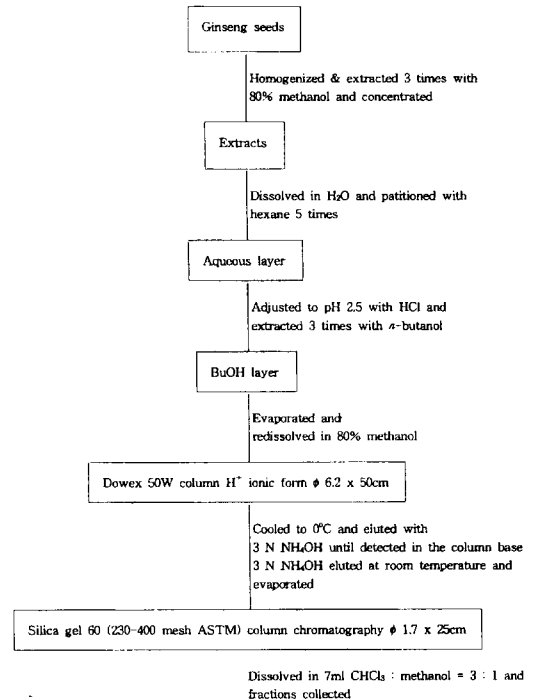 Ginseng seeds
Homogenized & extracted 3 times with
80% methanol and concentrated
Extracts
Dissolved in H₂O and patitioned with
hexane 5 times
Aqueous layer
Adjusted to pH 2.5 with HCl and
extracted 3 times with n-butanol
BuOH layer
Evaporated and
redissolved in 80% methanol
Dowex 50W column H⁺ ionic form ϕ 6.2 x 50cm
Cooled to 0°C and eluted with
3 N NH₄OH until detected in the column base
3 N NH₄OH eluted at room temperature and
evaporated
Silica gel 60 (230-400 mesh ASTM) column chromatography ϕ 1.7 x 25cm
Dissolved in 7ml CHCl₃ : methanol = 3 : 1 and
fractions collected